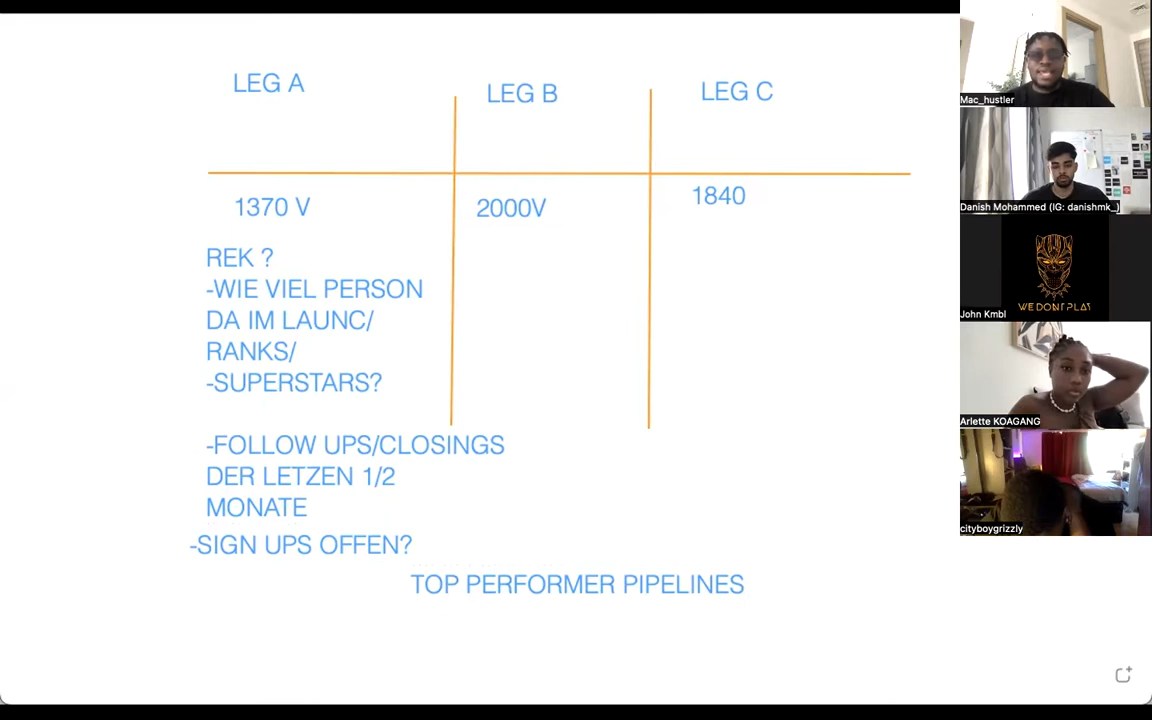 LEG A
LEG B
LEG C
1370 V
2000V
1840
REK ?
-WIE VIEL PERSON
DA IM LAUNC/
RANKS/
-SUPERSTARS?
-FOLLOW UPS/CLOSINGS
DER LETZEN 1/2
MONATE
-SIGN UPS OFFEN?
TOP PERFORMER PIPELINES
Mac_hustler
Danish Mohammed (IG: danishmk_)
WE DONT PLAY
John Kmbl
Arlette KOAGANG
cityboygrizzly